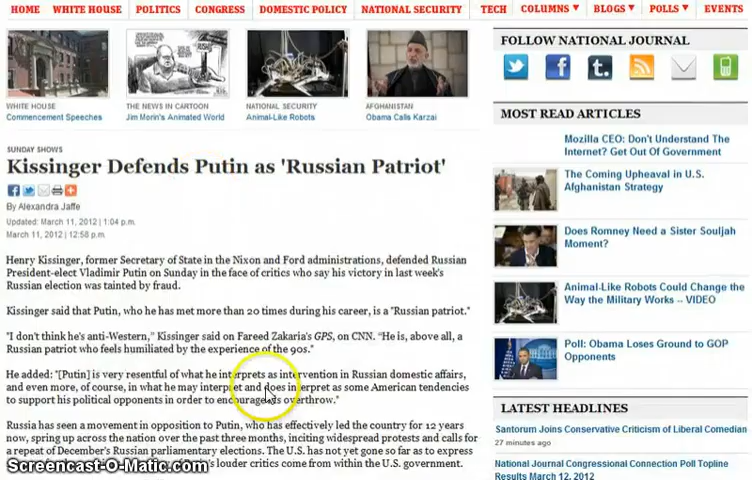 HOME WHITE HOUSE POLITICS CONGRESS DOMESTIC POLICY NATIONAL SECURITY TECH COLUMNS BLOGS POLLS EVENTS
WHITE HOUSE
Commencement Speeches
THE NEWS IN CARTOON
Jim Morin's Animated World
NATIONAL SECURITY
Animal-Like Robots
AFGHANISTAN
Obama Calls Karzai
SUNDAY SHOWS
Kissinger Defends Putin as 'Russian Patriot'
By Alexandra Jaffe
Updated: March 11, 2012 | 1:04 p.m.
March 11, 2012 | 12:58 p.m.
Henry Kissinger, former Secretary of State in the Nixon and Ford administrations, defended Russian
President-elect Vladimir Putin on Sunday in the face of critics who say his victory in last week's
Russian election was tainted by fraud.
Kissinger said that Putin, who he has met more than 20 times during his career, is a "Russian patriot."
"I don't think he's anti-Western," Kissinger said on Fareed Zakaria's GPS, on CNN. "He is, above all, a
Russian patriot who feels humiliated by the experience of the 90s."
He added: "[Putin] is very resentful of what he interprets as intervention in Russian domestic affairs,
and even more, of course, in what he may interpret and does interpret as some American tendencies
to support his political opponents in order to encourage its overthrow."
Russia has seen a movement in opposition to Putin, who has effectively led the country for 12 years
now, spring up across the nation over the past three months, inciting widespread protests and calls for
a repeat of December's Russian parliamentary elections. The U.S. has not yet gone so far as to express
louder critics come from within the U.S. government.
Screencast-O-Matic.com
FOLLOW NATIONAL JOURNAL
MOST READ ARTICLES
Mozilla CEO: Don't Understand The
Internet? Get Out Of Government
The Coming Upheaval in U.S.
Afghanistan Strategy
Does Romney Need a Sister Souljah
Moment?
Animal-Like Robots Could Change the
Way the Military Works -- VIDEO
Poll: Obama Loses Ground to GOP
Opponents
LATEST HEADLINES
Santorum Joins Conservative Criticism of Liberal Comedian
27 minutes ago
National Journal Congressional Connection Poll Topline
Results March 12, 2012